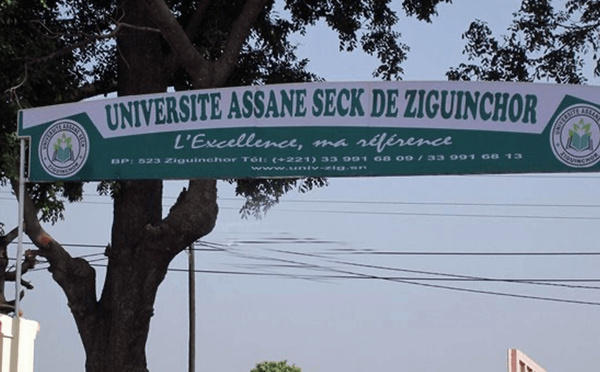 UNIVERSITE ASSANE SECK DE ZIGUINCHOR
L'Excellence, ma référence
BP: 523 Ziguinchor Tél: (+221) 33 991 68 09 / 33 991 68 13
www.univ-zig.sn